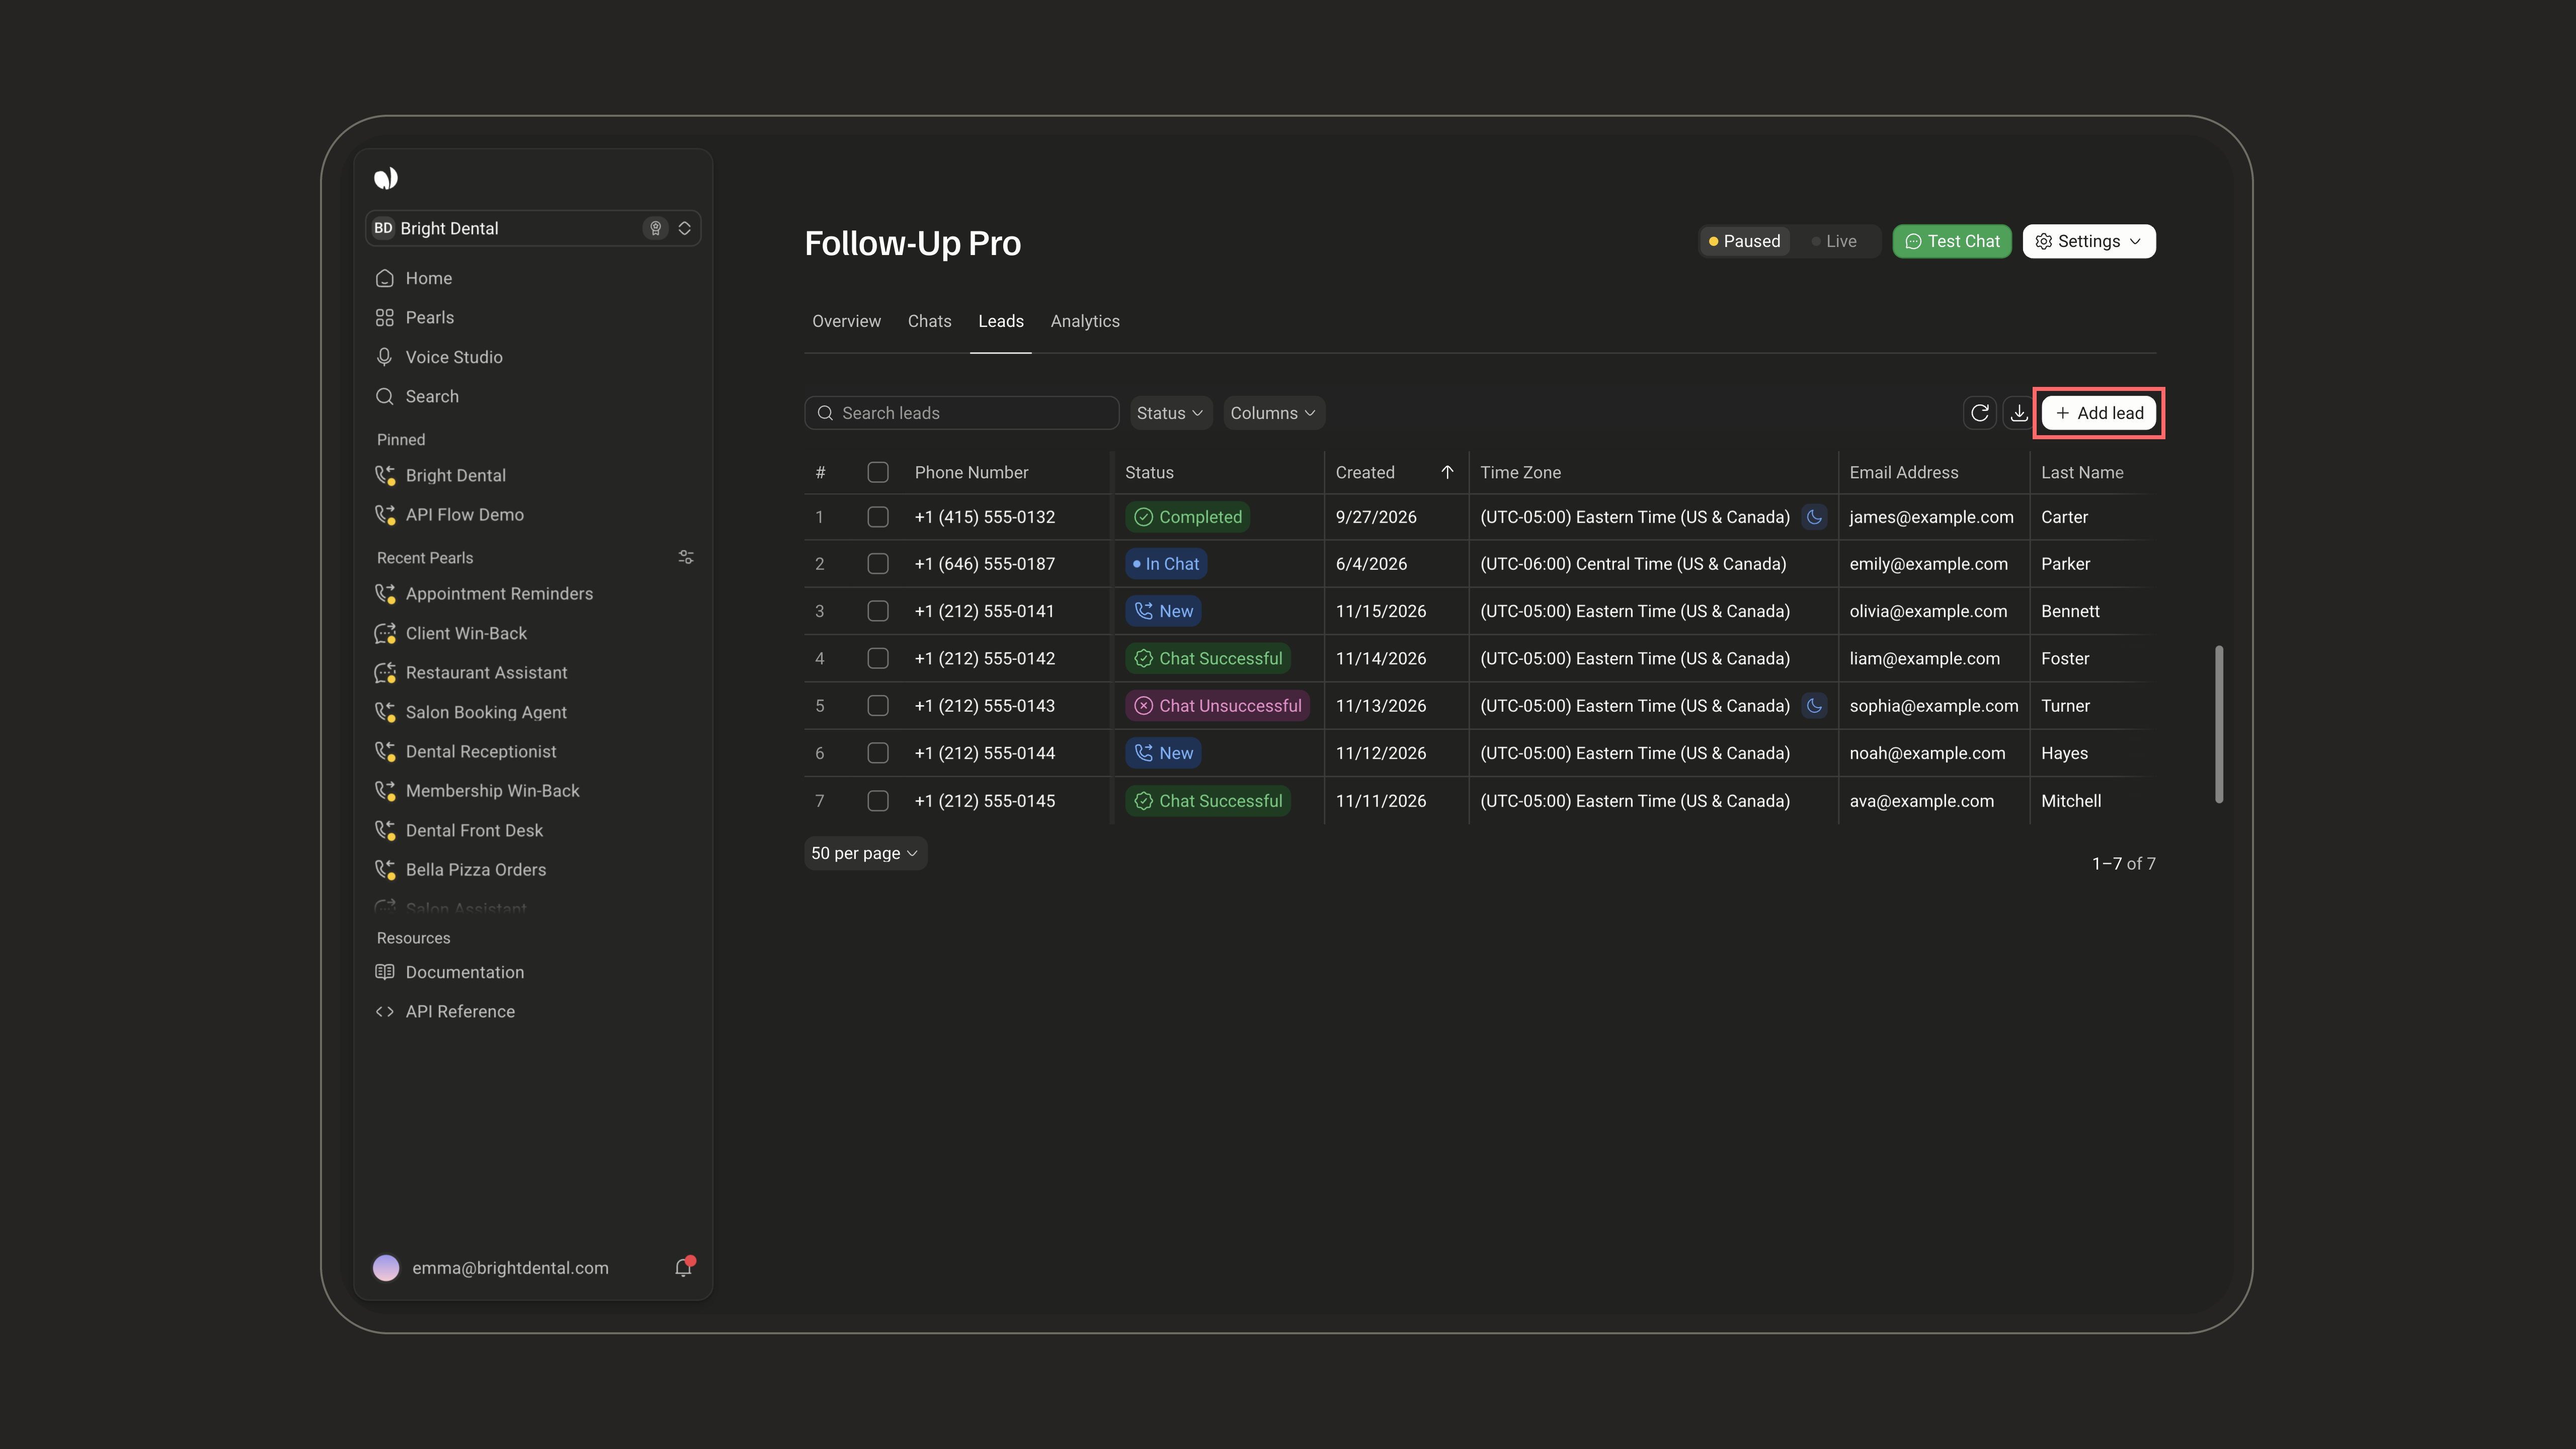 BD Bright Dental
Home
Pearls
Voice Studio
Search
Pinned
Bright Dental
API Flow Demo
Recent Pearls
Appointment Reminders
Client Win-Back
Restaurant Assistant
Salon Booking Agent
Dental Receptionist
Membership Win-Back
Dental Front Desk
Bella Pizza Orders
Salon Assistant
Resources
Documentation
API Reference
emma@brightdental.com
Follow-Up Pro
Paused Live Test Chat Settings
Overview Chats Leads Analytics
Search leads Status Columns + Add lead
# Phone Number Status Created Time Zone Email Address Last Name
1 +1 (415) 555-0132 Completed 9/27/2026 (UTC-05:00) Eastern Time (US & Canada) james@example.com Carter
2 +1 (646) 555-0187 In Chat 6/4/2026 (UTC-06:00) Central Time (US & Canada) emily@example.com Parker
3 +1 (212) 555-0141 New 11/15/2026 (UTC-05:00) Eastern Time (US & Canada) olivia@example.com Bennett
4 +1 (212) 555-0142 Chat Successful 11/14/2026 (UTC-05:00) Eastern Time (US & Canada) liam@example.com Foster
5 +1 (212) 555-0143 Chat Unsuccessful 11/13/2026 (UTC-05:00) Eastern Time (US & Canada) sophia@example.com Turner
6 +1 (212) 555-0144 New 11/12/2026 (UTC-05:00) Eastern Time (US & Canada) noah@example.com Hayes
7 +1 (212) 555-0145 Chat Successful 11/11/2026 (UTC-05:00) Eastern Time (US & Canada) ava@example.com Mitchell
50 per page
1–7 of 7